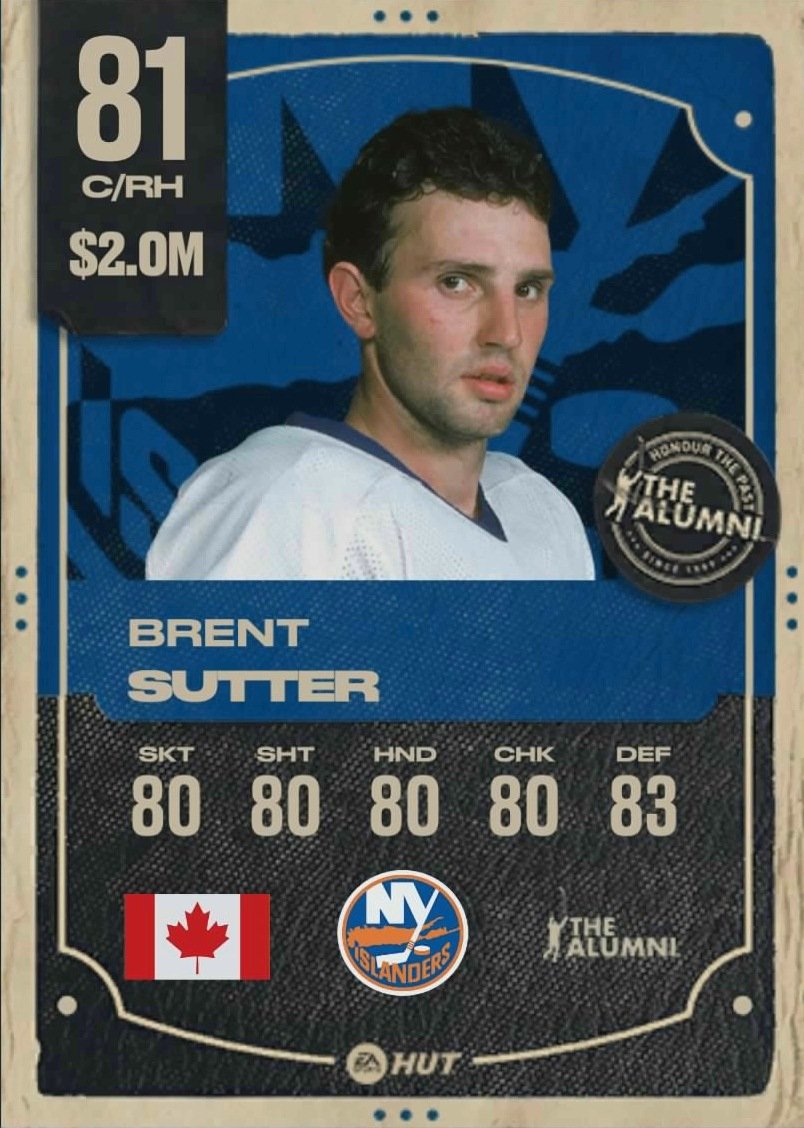 81
C/RH
$2.0M
HONOUR THE PAST
THE
ALUMNI
BRENT
SUTTER
SKT SHT HND CHK DEF
80 80 80 80 83
NY
ISLANDERS
THE
ALUMNI
EA HUT